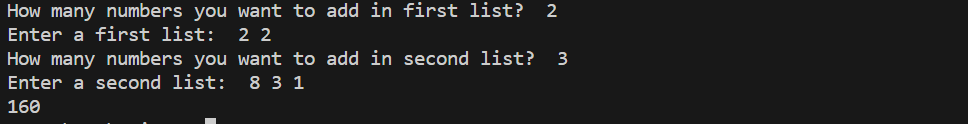 How many numbers you want to add in first list?  2
Enter a first list:  2 2
How many numbers you want to add in second list?  3
Enter a second list:  8 3 1
160